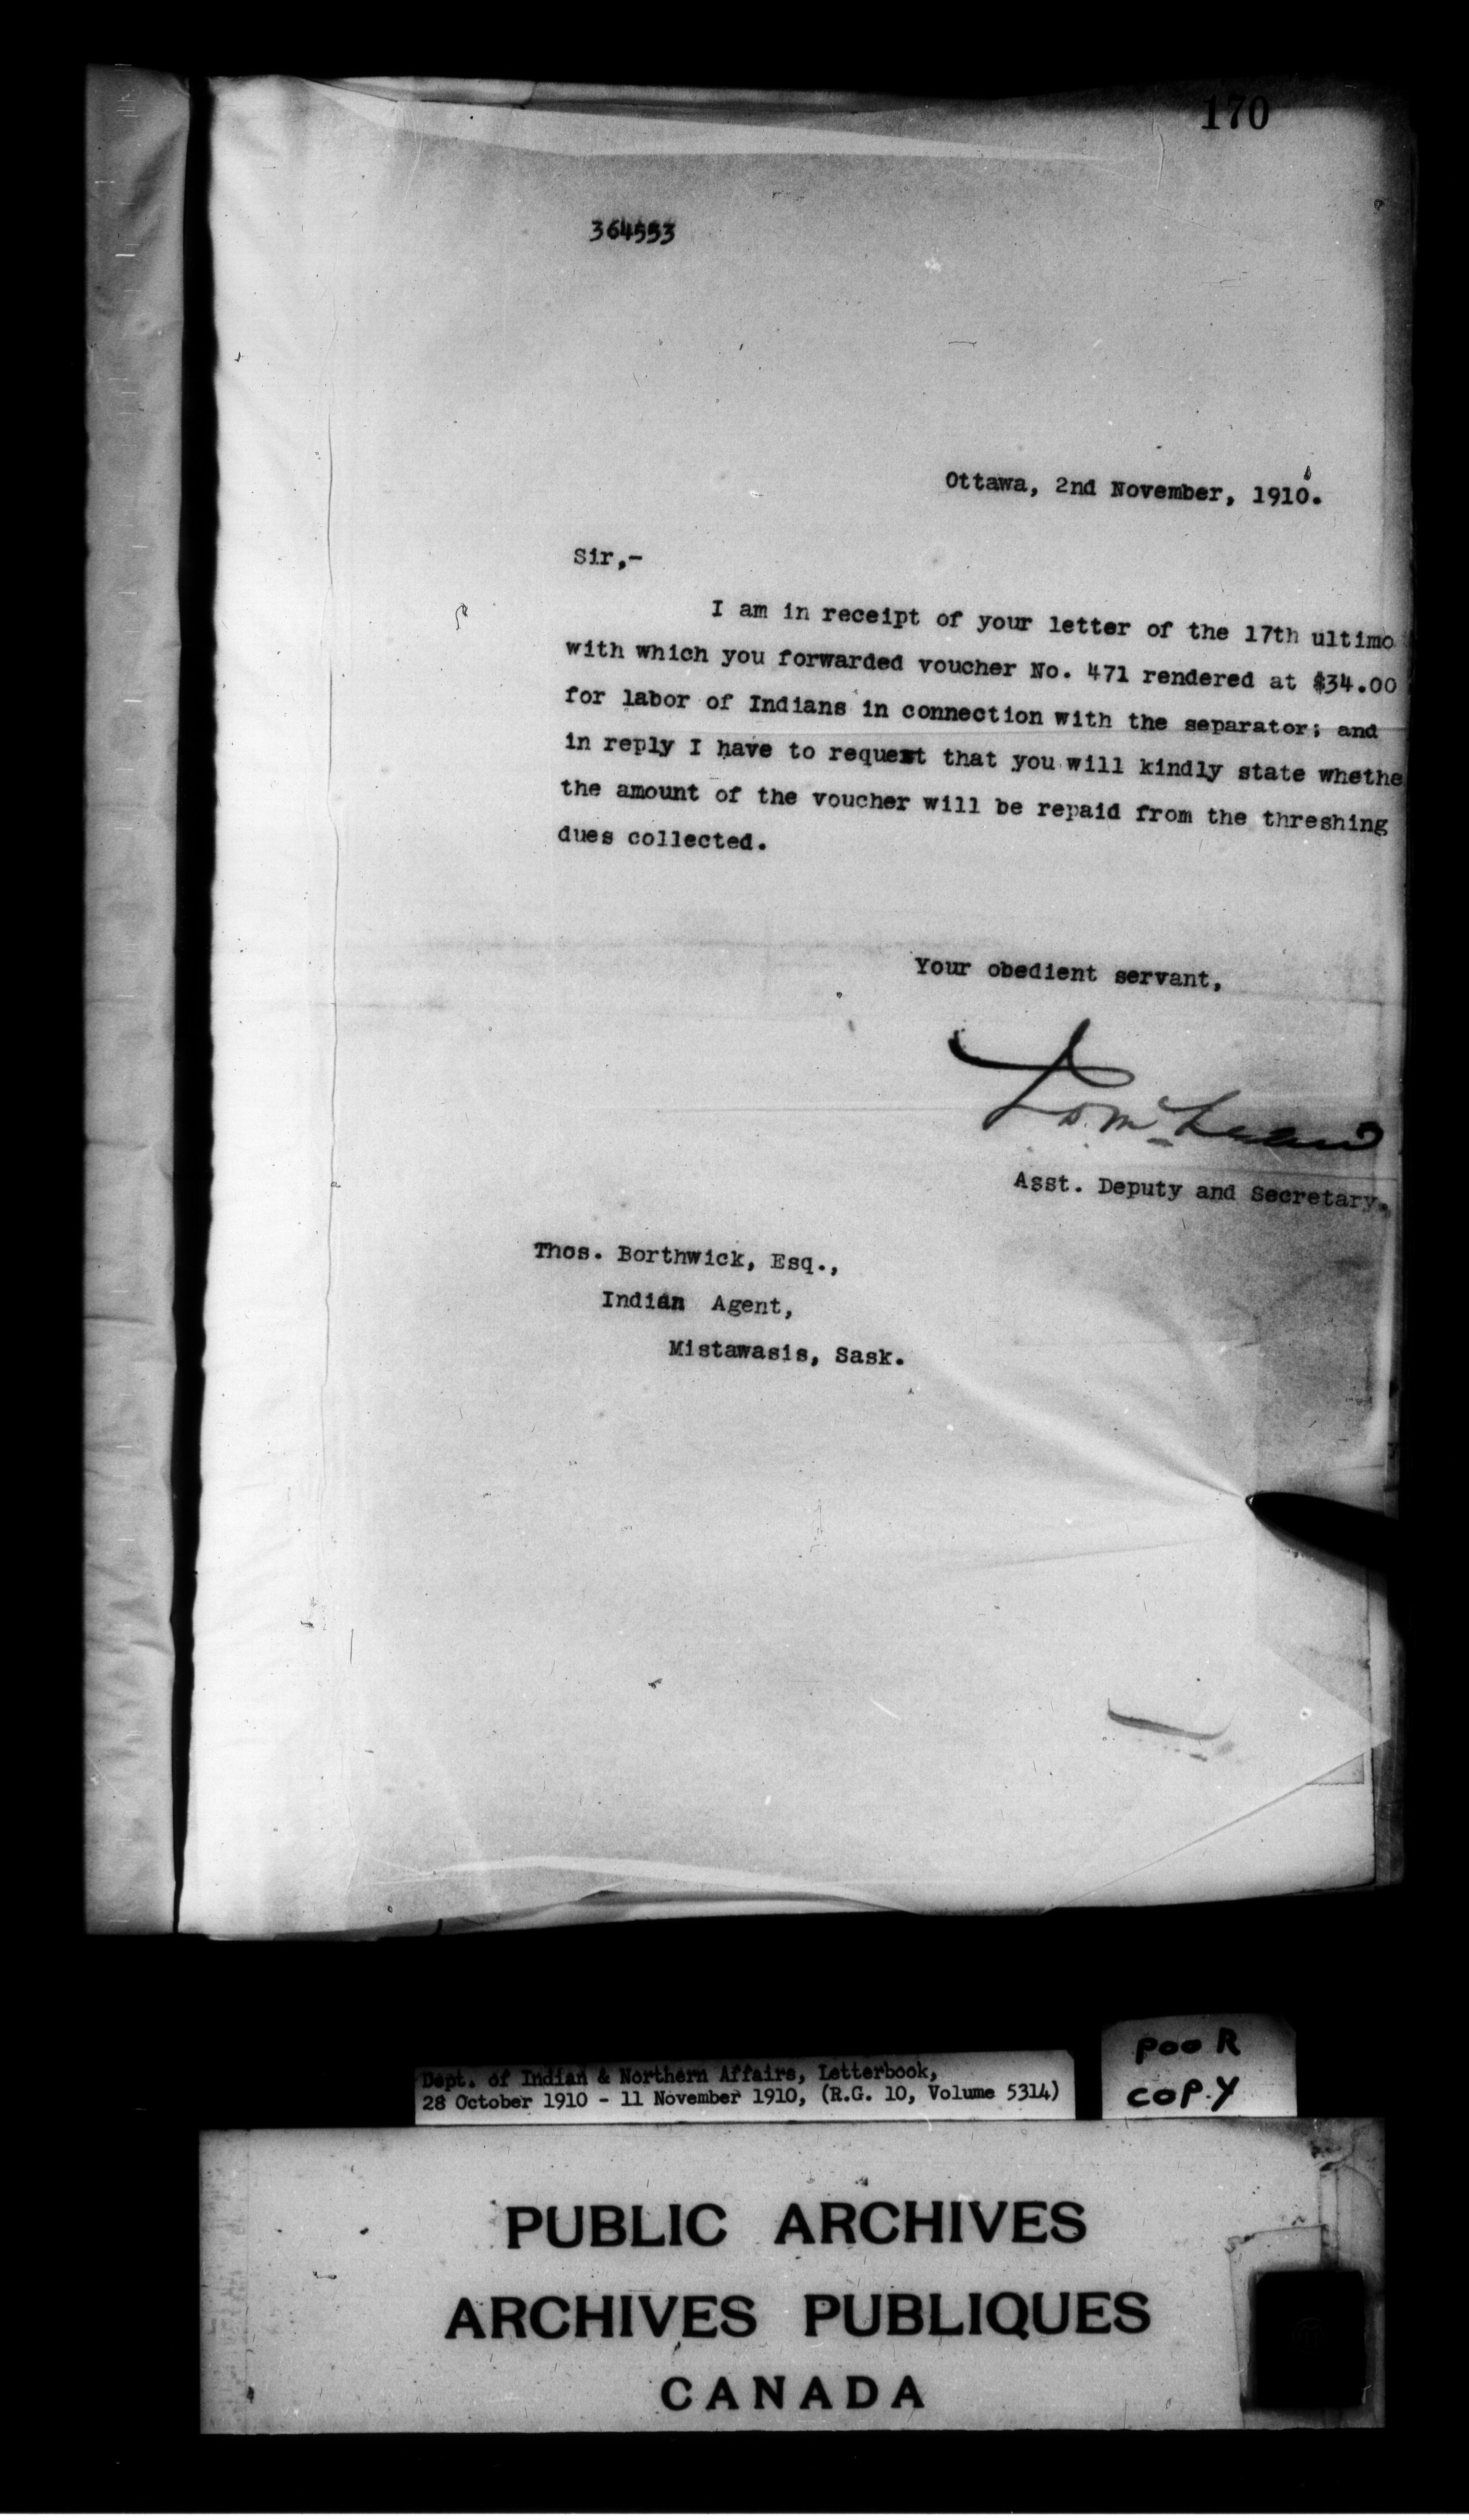 170
364553
Ottawa, 2nd November, 1910.
Sir,-
I am in receipt of your letter of the 17th ultimo
with which you forwarded voucher No. 471 rendered at $34.00
for labor of Indians in connection with the separator; and
in reply I have to request that you will kindly state whethe
the amount of the voucher will be repaid from the threshing
dues collected.
Your obedient servant,
J.D. McLean
Asst. Deputy and Secretary.
Thos. Borthwick, Esq.,
Indian Agent,
Mistawasis, Sask.
Dept. of Indian & Northern Affairs, Letterbook,
28 October 1910 - 11 November 1910, (R.G. 10, Volume 5314)
POOR
COPY
PUBLIC ARCHIVES
ARCHIVES PUBLIQUES
CANADA